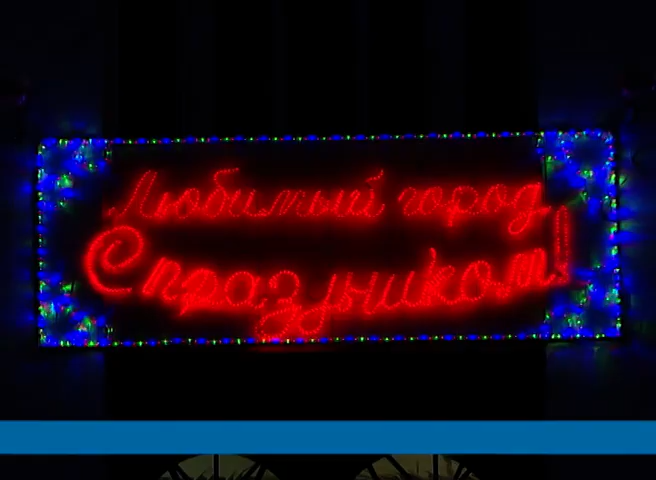 Любимый город
С праздником!